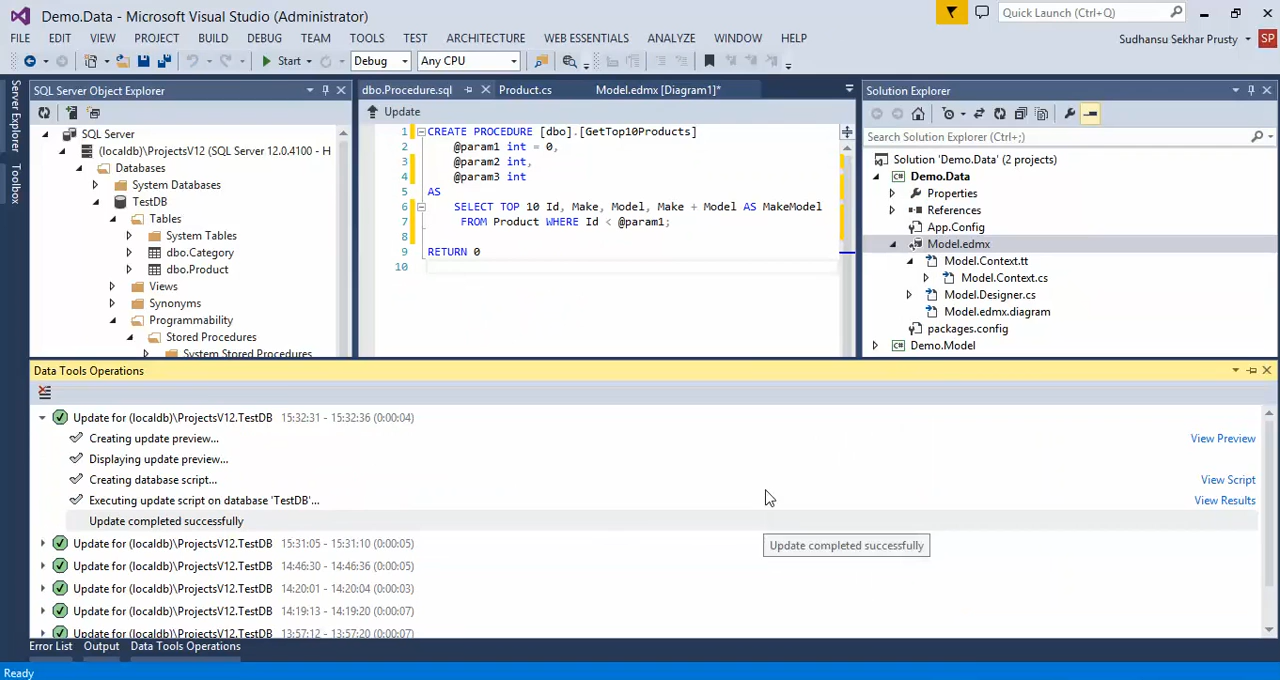 Demo.Data - Microsoft Visual Studio (Administrator)
Quick Launch (Ctrl+Q)
FILE EDIT VIEW PROJECT BUILD DEBUG TEAM TOOLS TEST ARCHITECTURE WEB ESSENTIALS ANALYZE WINDOW HELP
Sudhansu Sekhar Prusty SP
Start Debug Any CPU
Server Explorer
Toolbox
SQL Server Object Explorer
SQL Server
(localdb)\ProjectsV12 (SQL Server 12.0.4100 - H
Databases
System Databases
TestDB
Tables
System Tables
dbo.Category
dbo.Product
Views
Synonyms
Programmability
Stored Procedures
System Stored Procedures
dbo.Procedure.sql Product.cs Model.edmx [Diagram1]*
Update
1 CREATE PROCEDURE [dbo].[GetTop10Products]
2 @param1 int = 0,
3 @param2 int,
4 @param3 int
5 AS
6 SELECT TOP 10 Id, Make, Model, Make + Model AS MakeModel
7 FROM Product WHERE Id < @param1;
8
9 RETURN 0
10
Solution Explorer
Search Solution Explorer (Ctrl+;)
Solution 'Demo.Data' (2 projects)
Demo.Data
Properties
References
App.Config
Model.edmx
Model.Context.tt
Model.Context.cs
Model.Designer.cs
Model.edmx.diagram
packages.config
Demo.Model
Data Tools Operations
Update for (localdb)\ProjectsV12.TestDB 15:32:31 - 15:32:36 (0:00:04)
Creating update preview... View Preview
Displaying update preview...
Creating database script... View Script
Executing update script on database 'TestDB'... View Results
Update completed successfully
Update completed successfully
Update for (localdb)\ProjectsV12.TestDB 15:31:05 - 15:31:10 (0:00:05)
Update for (localdb)\ProjectsV12.TestDB 14:46:30 - 14:46:36 (0:00:05)
Update for (localdb)\ProjectsV12.TestDB 14:20:01 - 14:20:04 (0:00:03)
Update for (localdb)\ProjectsV12.TestDB 14:19:13 - 14:19:20 (0:00:07)
Update for (localdb)\ProjectsV12.TestDB 13:57:12 - 13:57:20 (0:00:07)
Error List Output Data Tools Operations
Ready